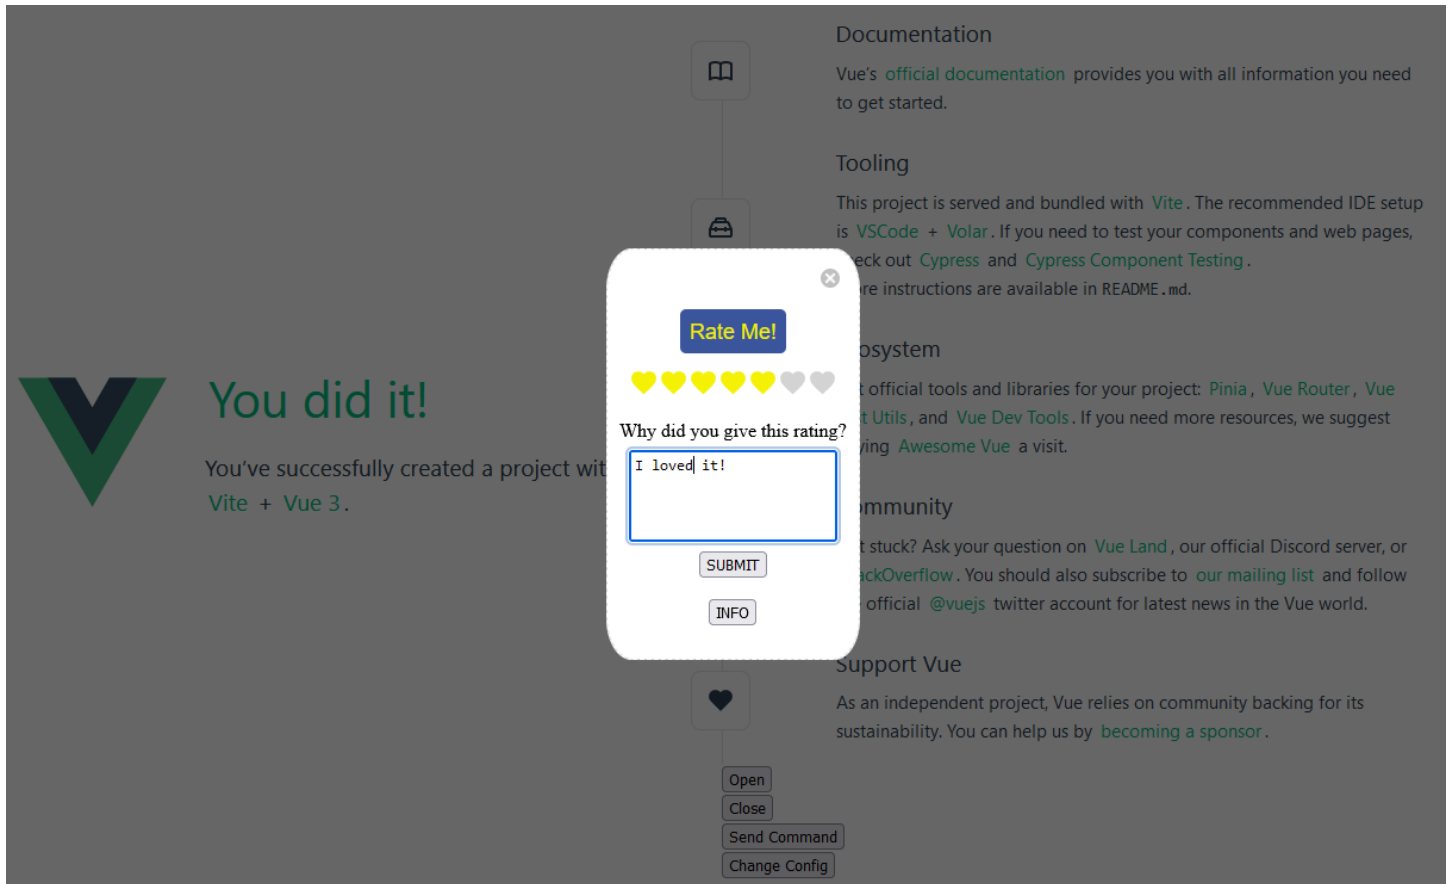 Documentation
Vue's official documentation provides you with all information you need
to get started.
Tooling
This project is served and bundled with Vite. The recommended IDE setup
is VSCode + Volar. If you need to test your components and web pages,
eck out Cypress and Cypress Component Testing.
re instructions are available in README.md.
osystem
t official tools and libraries for your project: Pinia, Vue Router, Vue
t Utils, and Vue Dev Tools. If you need more resources, we suggest
ying Awesome Vue a visit.
mmunity
t stuck? Ask your question on Vue Land, our official Discord server, or
ackOverflow. You should also subscribe to our mailing list and follow
official @vuejs twitter account for latest news in the Vue world.
Support Vue
As an independent project, Vue relies on community backing for its
sustainability. You can help us by becoming a sponsor.
You did it!
You've successfully created a project wit
Vite + Vue 3.
Rate Me!
Why did you give this rating?
I loved it!
SUBMIT
INFO
Open
Close
Send Command
Change Config